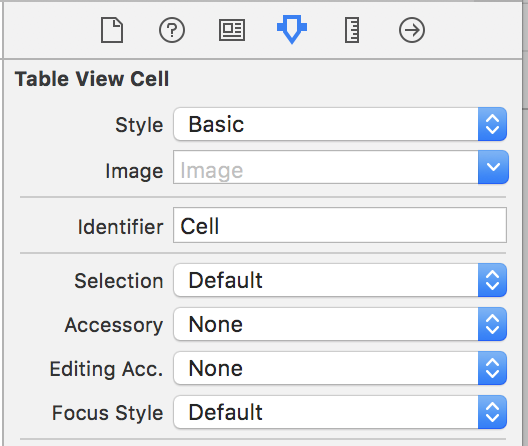 Table View Cell
Style Basic
Image Image
Identifier Cell
Selection Default
Accessory None
Editing Acc. None
Focus Style Default